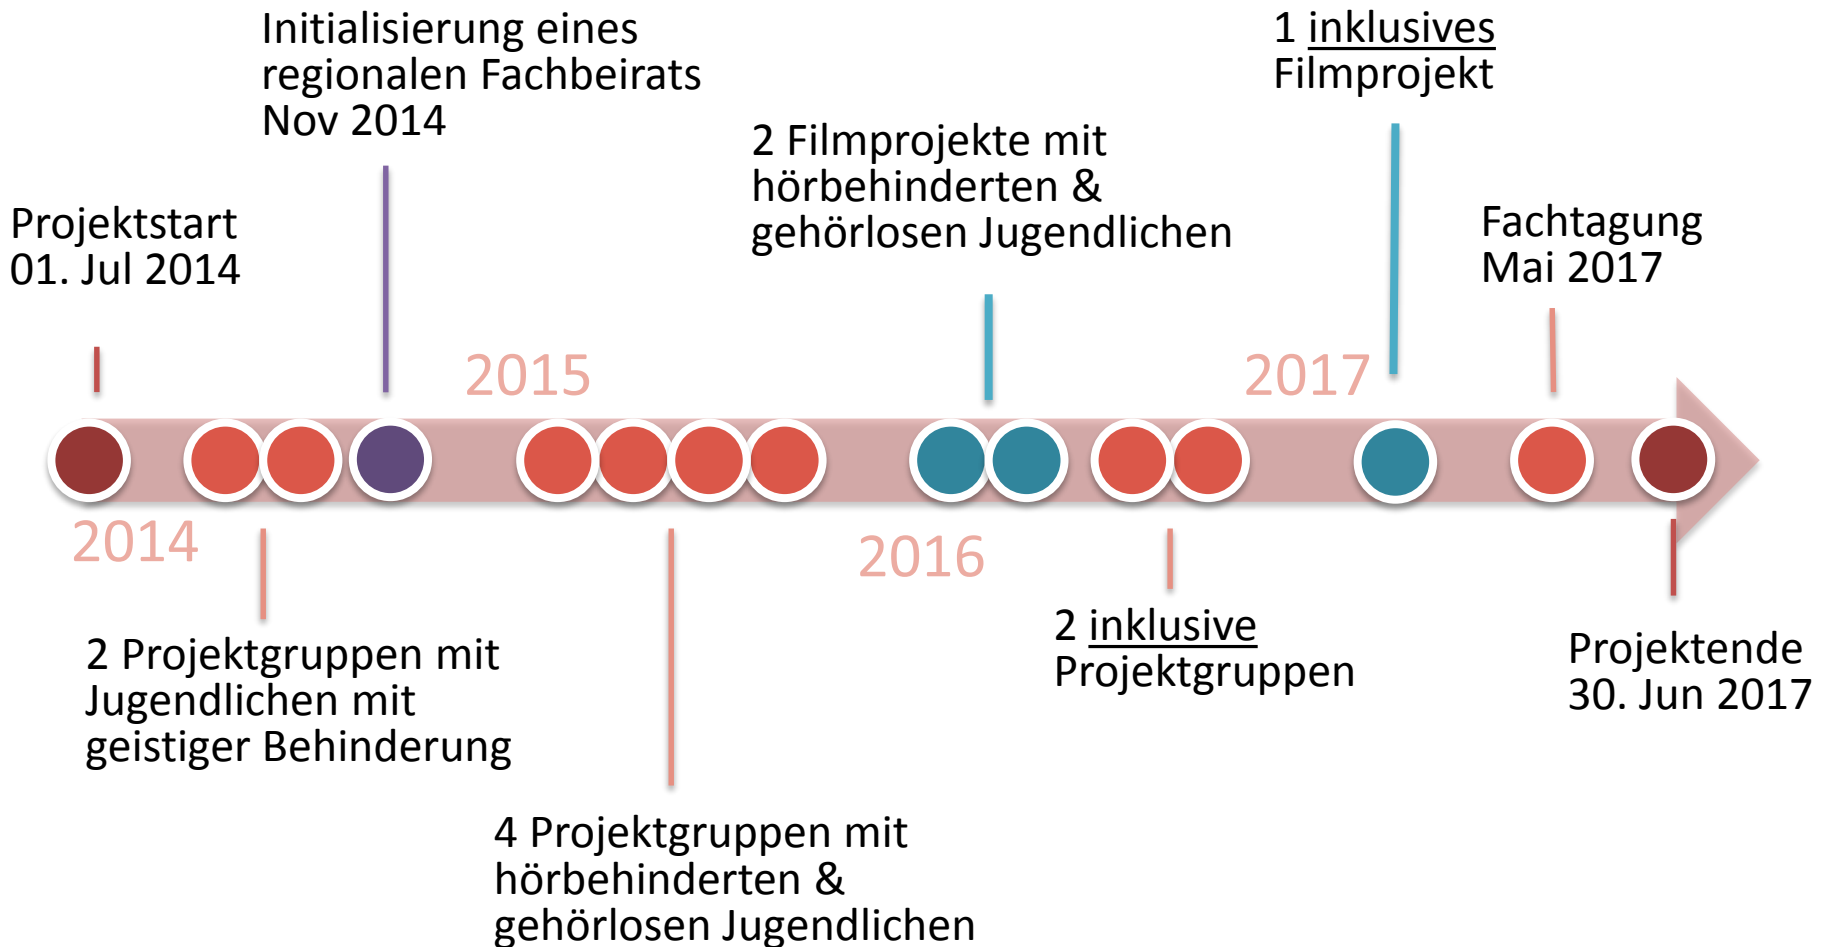 Initialisierung eines
regionalen Fachbeirats
Nov 2014
1 inklusives
Filmprojekt
2 Filmprojekte mit
hörbehinderten &
gehörlosen Jugendlichen
Projektstart
01. Jul 2014
Fachtagung
Mai 2017
2015
2017
2014
2016
2 Projektgruppen mit
Jugendlichen mit
geistiger Behinderung
2 inklusive
Projektgruppen
Projektende
30. Jun 2017
4 Projektgruppen mit
hörbehinderten &
gehörlosen Jugendlichen